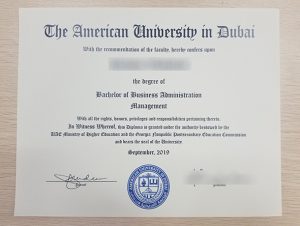 The American University in Dubai
With the recommendation of the faculty, hereby confers upon
the degree of
Bachelor of Business Administration
Management
With all the rights, honors, privileges and responsibilities pertaining thereto.
In Witness Whereof, this Diploma is granted under the authority bestowed by the
UAE Ministry of Higher Education and the Georgia Nonpublic Postsecondary Education Commission
and bears the seal of the University.
September, 2019